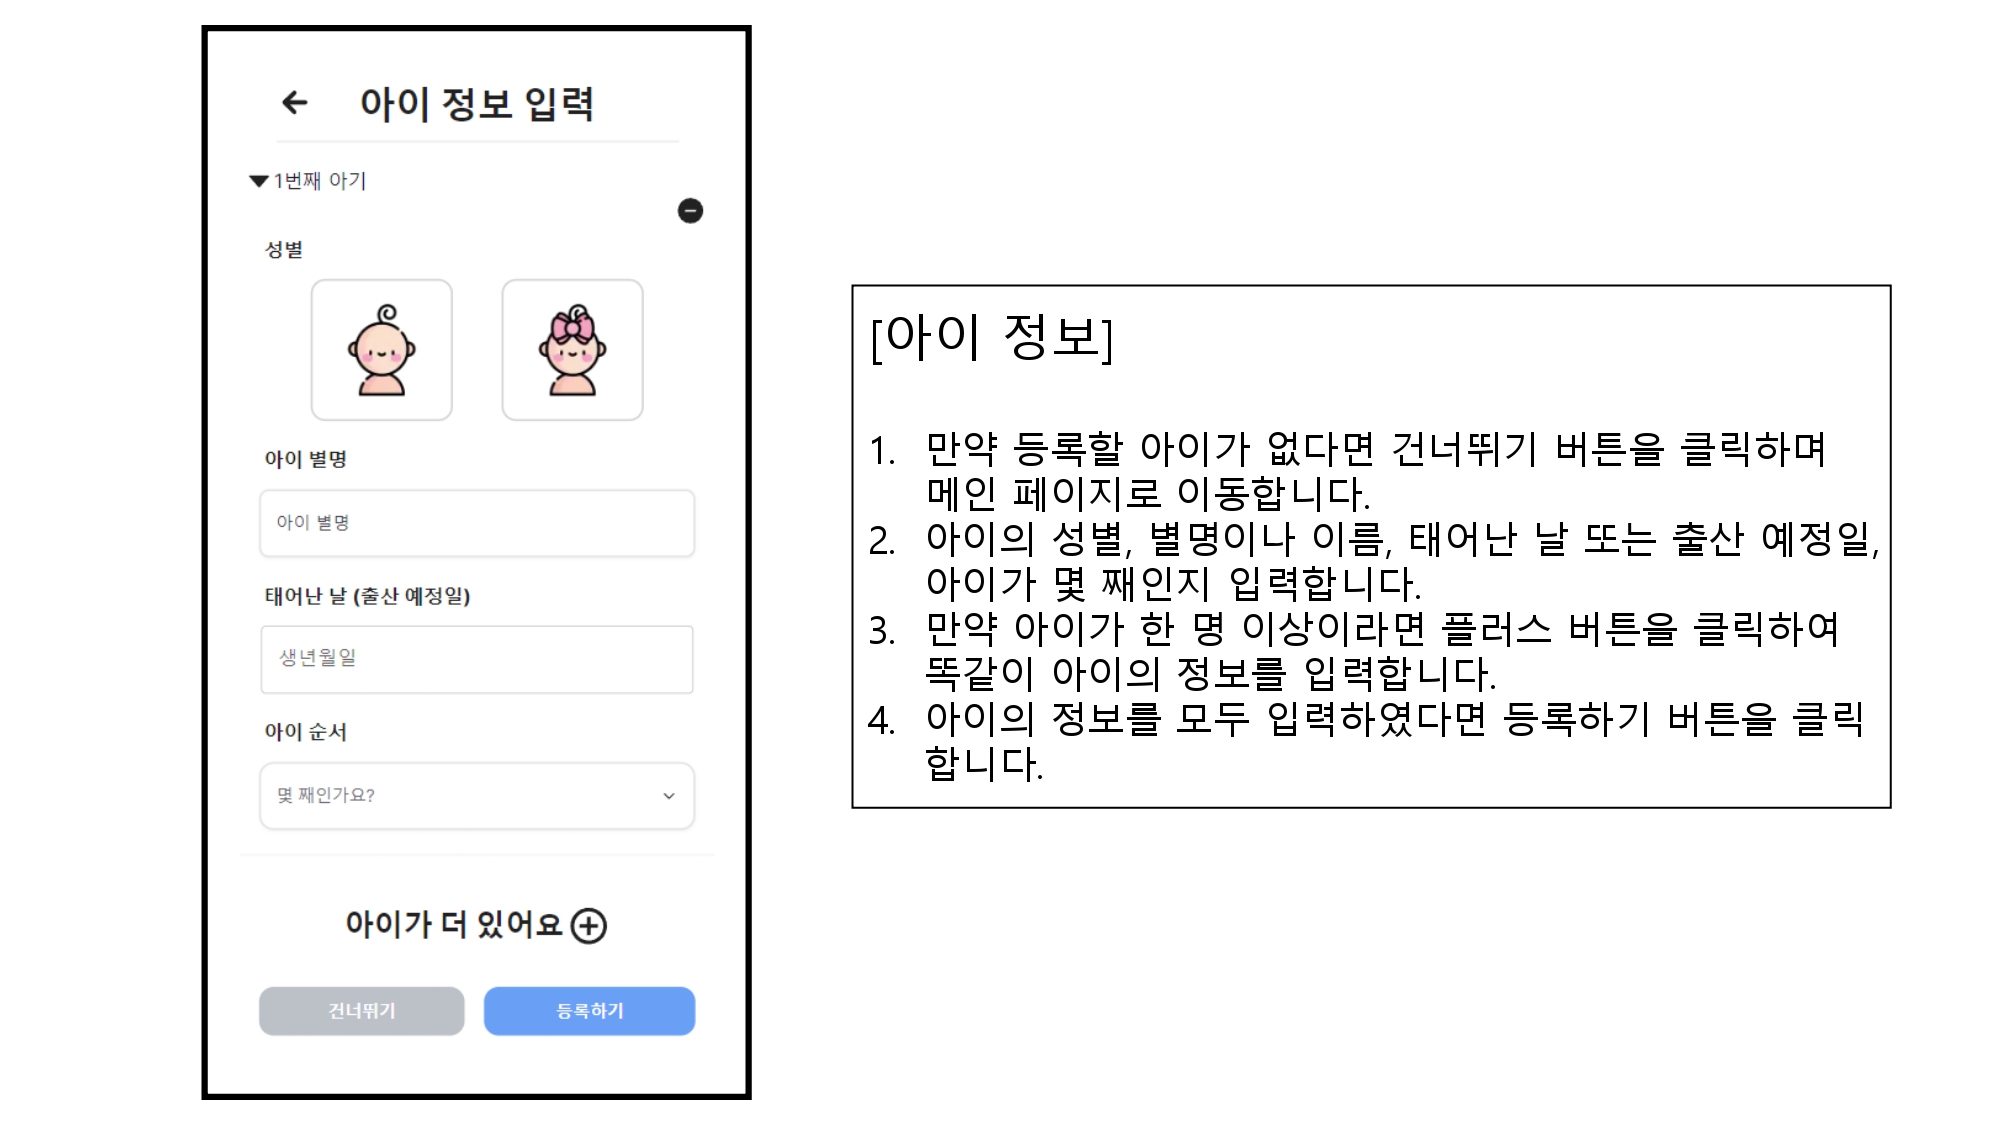 아이 정보 입력
1번째 아기
성별
아이 별명
아이 별명
태어난 날 (출산 예정일)
생년월일
아이 순서
몇 째인가요?
아이가 더 있어요
건너뛰기
등록하기
[아이 정보]
1. 만약 등록할 아이가 없다면 건너뛰기 버튼을 클릭하며
메인 페이지로 이동합니다.
2. 아이의 성별, 별명이나 이름, 태어난 날 또는 출산 예정일,
아이가 몇 째인지 입력합니다.
3. 만약 아이가 한 명 이상이라면 플러스 버튼을 클릭하여
똑같이 아이의 정보를 입력합니다.
4. 아이의 정보를 모두 입력하였다면 등록하기 버튼을 클릭
합니다.